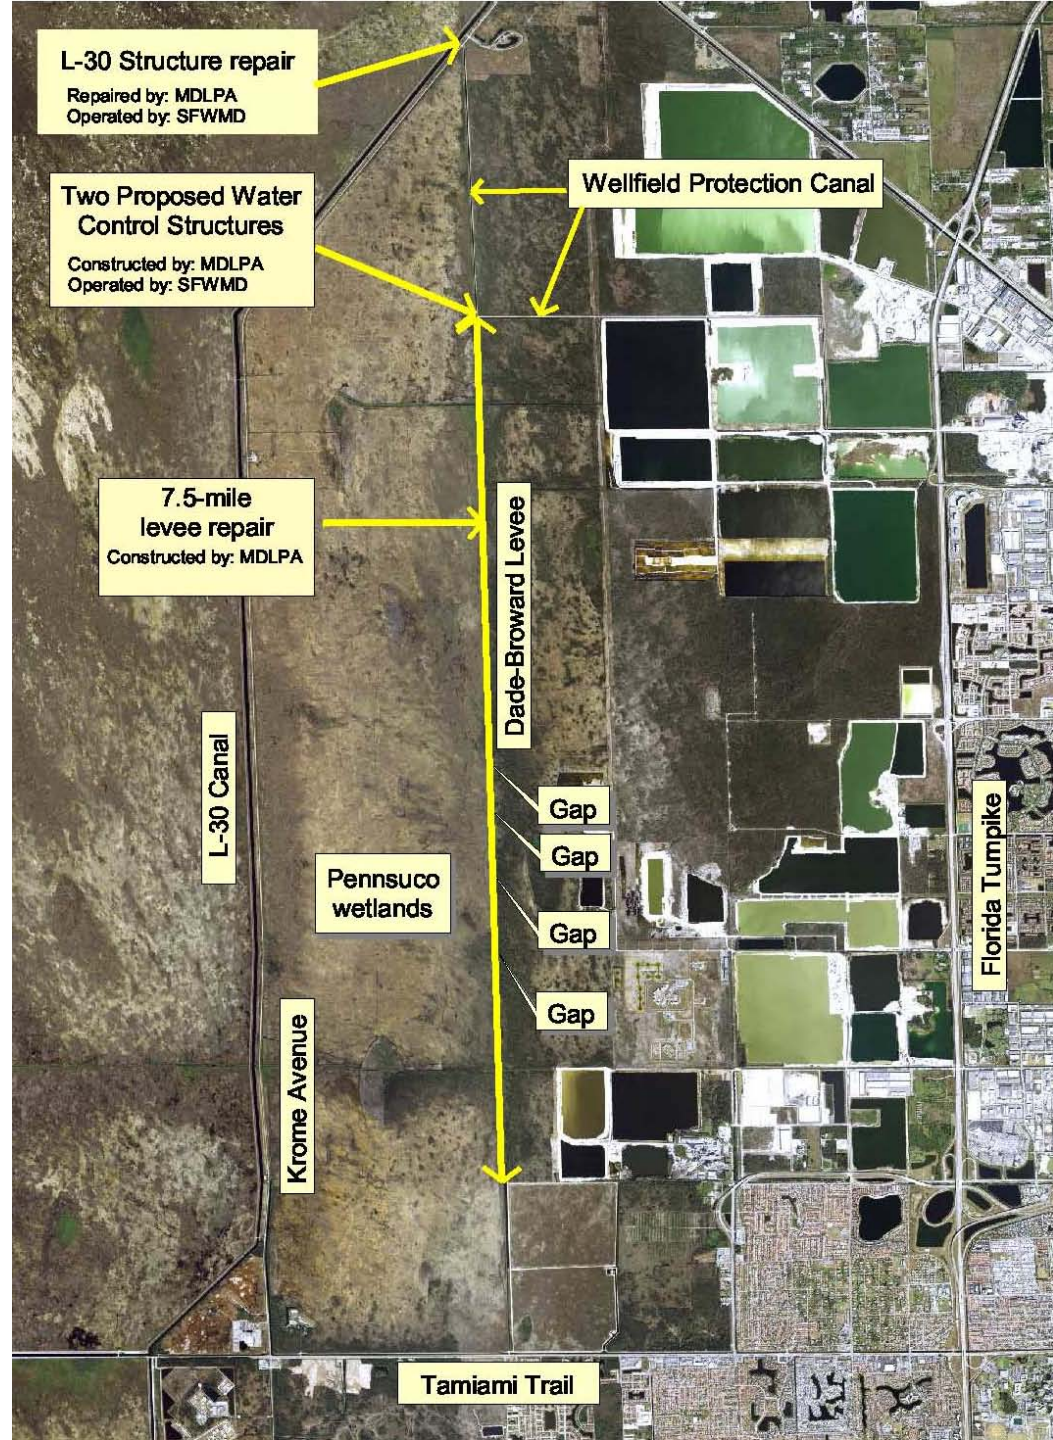 L-30 Structure repair
Repaired by: MDLPA
Operated by: SFWMD
Two Proposed Water
Control Structures
Constructed by: MDLPA
Operated by: SFWMD
Wellfield Protection Canal
7.5-mile
levee repair
Constructed by: MDLPA
Dade-Broward Levee
L-30 Canal
Gap
Gap
Gap
Gap
Pennsuco
wetlands
Florida Turnpike
Krome Avenue
Tamiami Trail